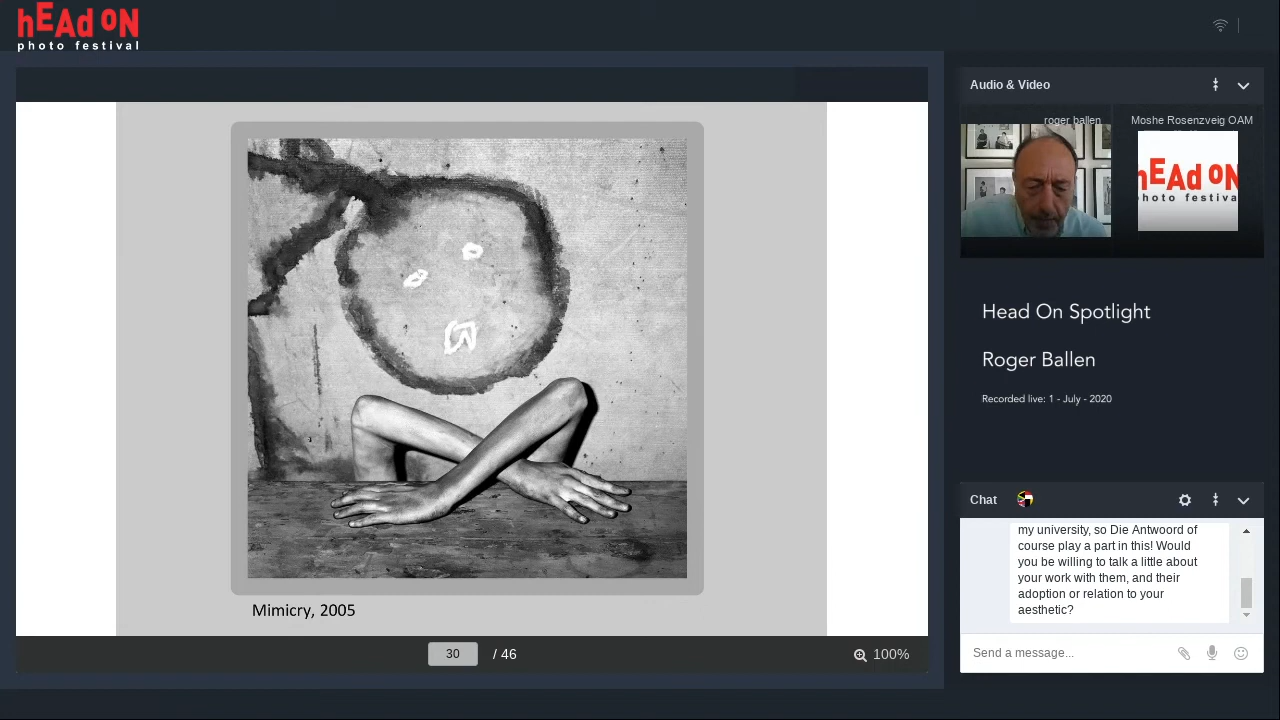 hEAd ON
photo festival
Audio & Video
roger ballen
Moshe Rosenzveig OAM
hEAd ON
photo festiva
Head On Spotlight
Roger Ballen
Recorded live: 1 - July - 2020
Mimicry, 2005
Chat
my university, so Die Antwoord of
course play a part in this! Would
you be willing to talk a little about
your work with them, and their
adoption or relation to your
aesthetic?
Send a message...
30 / 46
100%